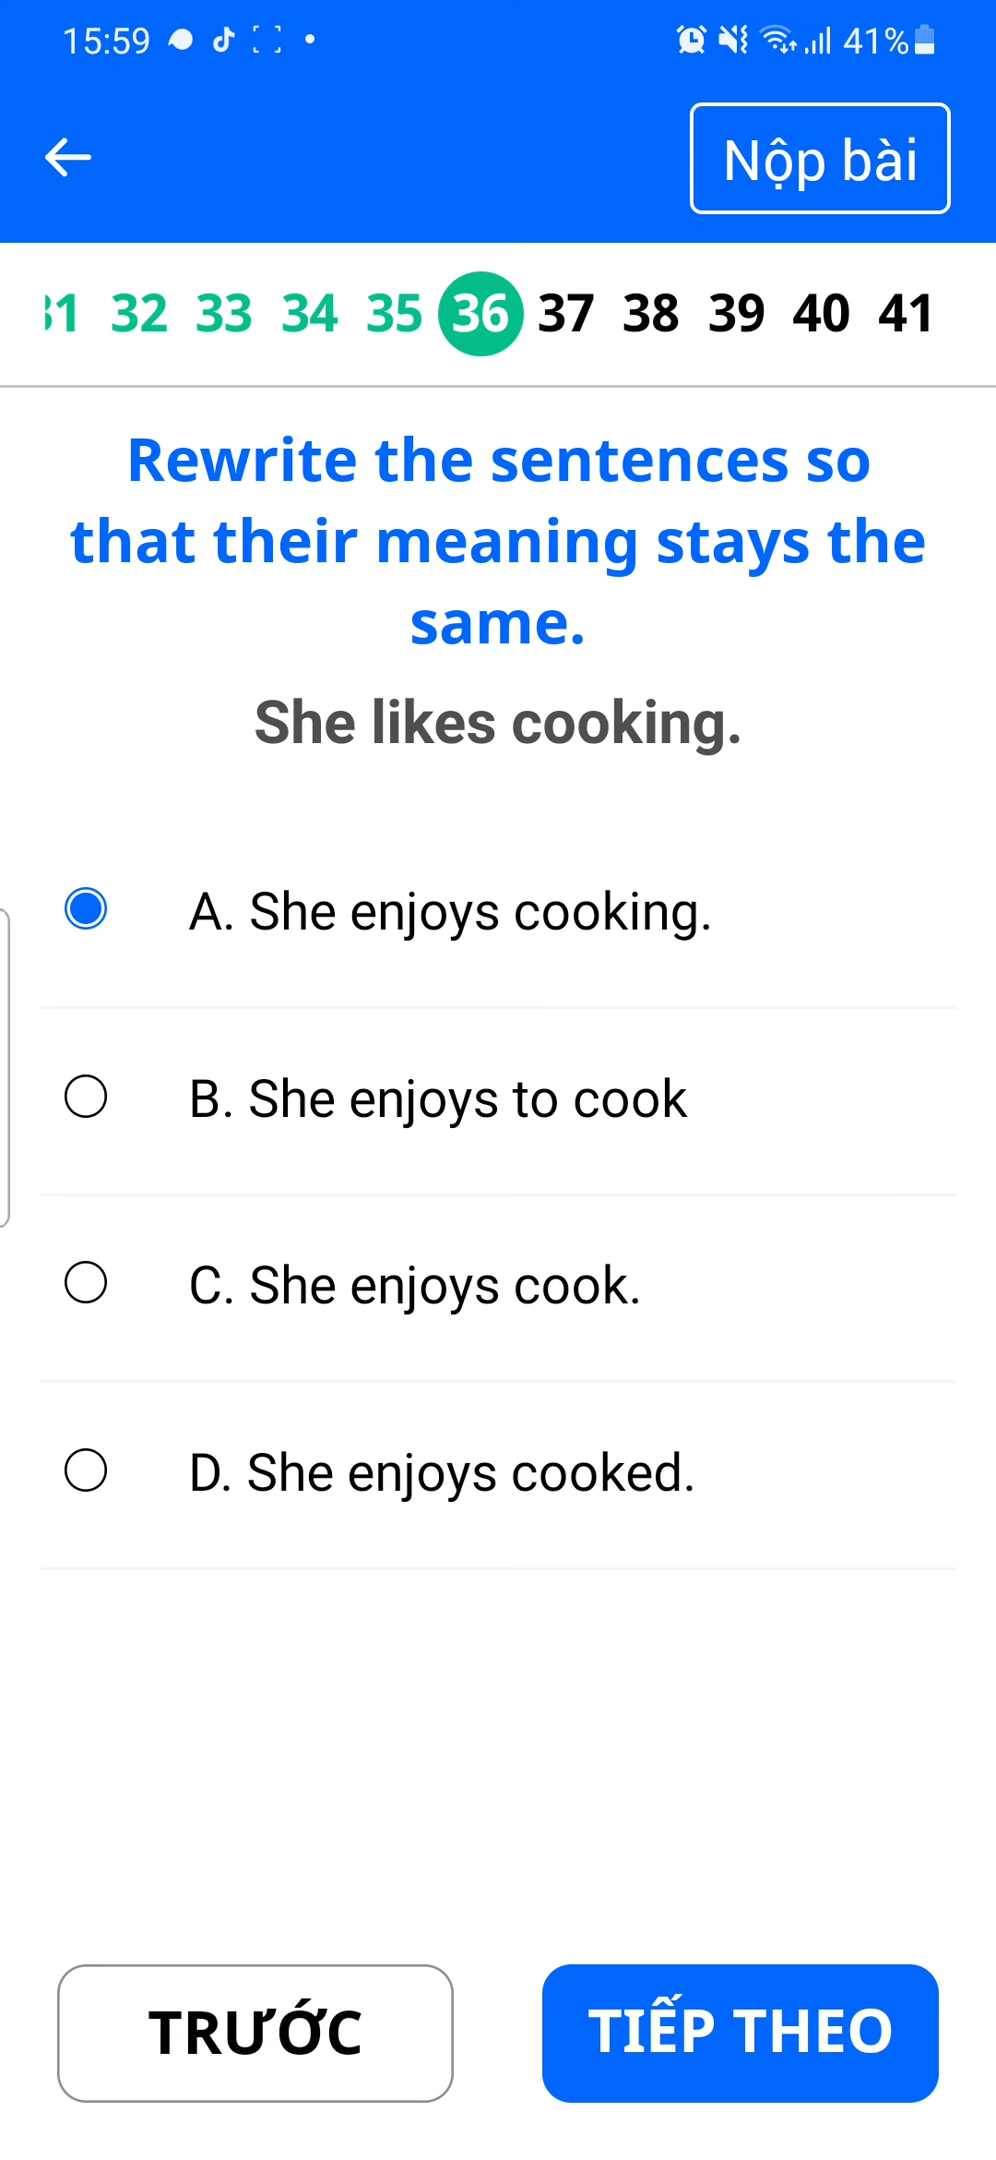 15:59 41%
Nộp bài
31 32 33 34 35 36 37 38 39 40 41
Rewrite the sentences so
that their meaning stays the
same.
She likes cooking.
A. She enjoys cooking.
B. She enjoys to cook
C. She enjoys cook.
D. She enjoys cooked.
TRƯỚC TIẾP THEO